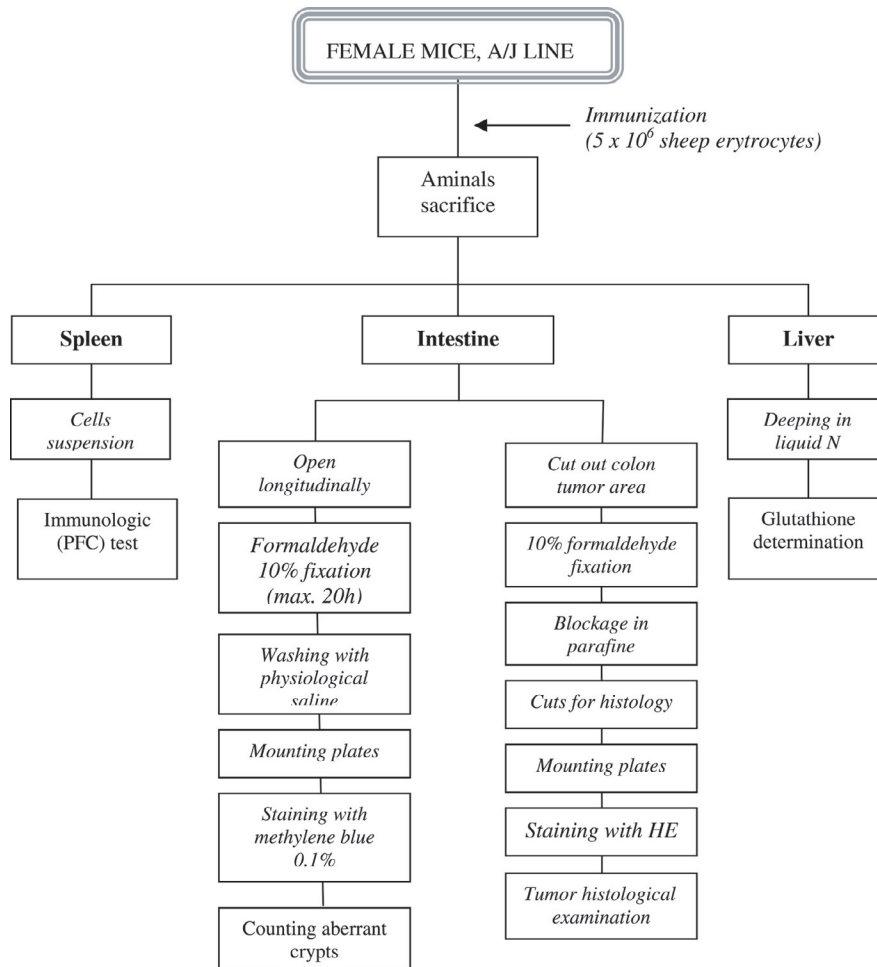 FEMALE MICE, A/J LINE
Immunization
(5 x 10⁶ sheep erytrocytes)
Aminals
sacrifice
Spleen
Intestine
Liver
Cells
suspension
Immunologic
(PFC) test
Open
longitudinally
Formaldehyde
10% fixation
(max. 20h)
Washing with
physiological
saline
Mounting plates
Staining with
methylene blue
0.1%
Counting aberrant
crypts
Cut out colon
tumor area
10% formaldehyde
fixation
Blockage in
parafine
Cuts for histology
Mounting plates
Staining with HE
Tumor histological
examination
Deeping in
liquid N
Glutathione
determination